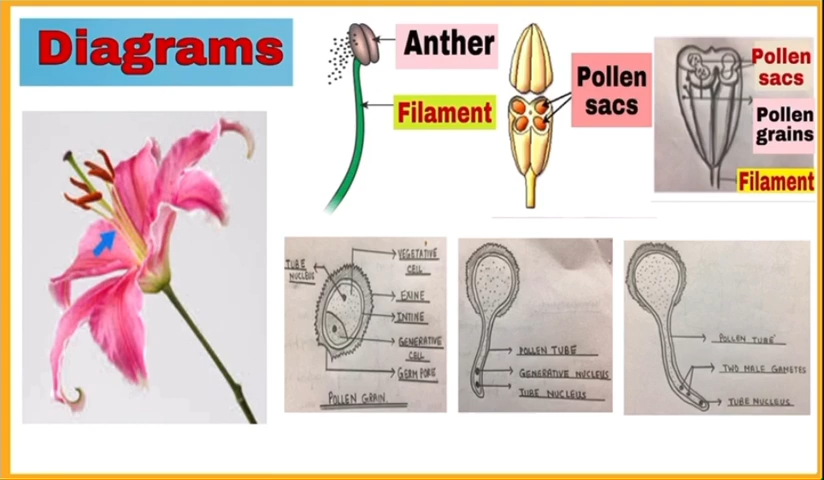 Diagrams
Anther
Filament
Pollen
sacs
Pollen
sacs
Pollen
grains
Filament
TUBE
NUCLEUS
VEGETATIVE
CELL
EXINE
INTINE
GENERATIVE
CELL
GERM PORE
POLLEN GRAIN.
POLLEN TUBE
GENERATIVE NUCLEUS
TUBE NUCLEUS
POLLEN TUBE
TWO MALE GAMETES
TUBE NUCLEUS